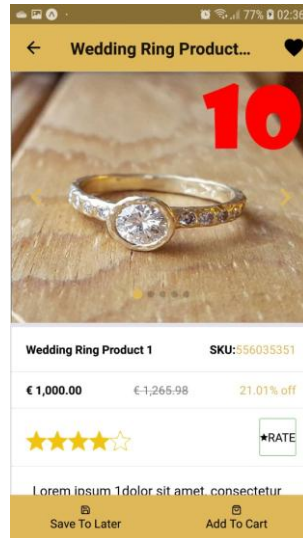 77% 02:36
Wedding Ring Product...
10
Wedding Ring Product 1 SKU:556035351
€ 1,000.00 € 1,265.98 21.01% off
★RATE
Lorem ipsum 1dolor sit amet, consectetur
Save To Later Add To Cart